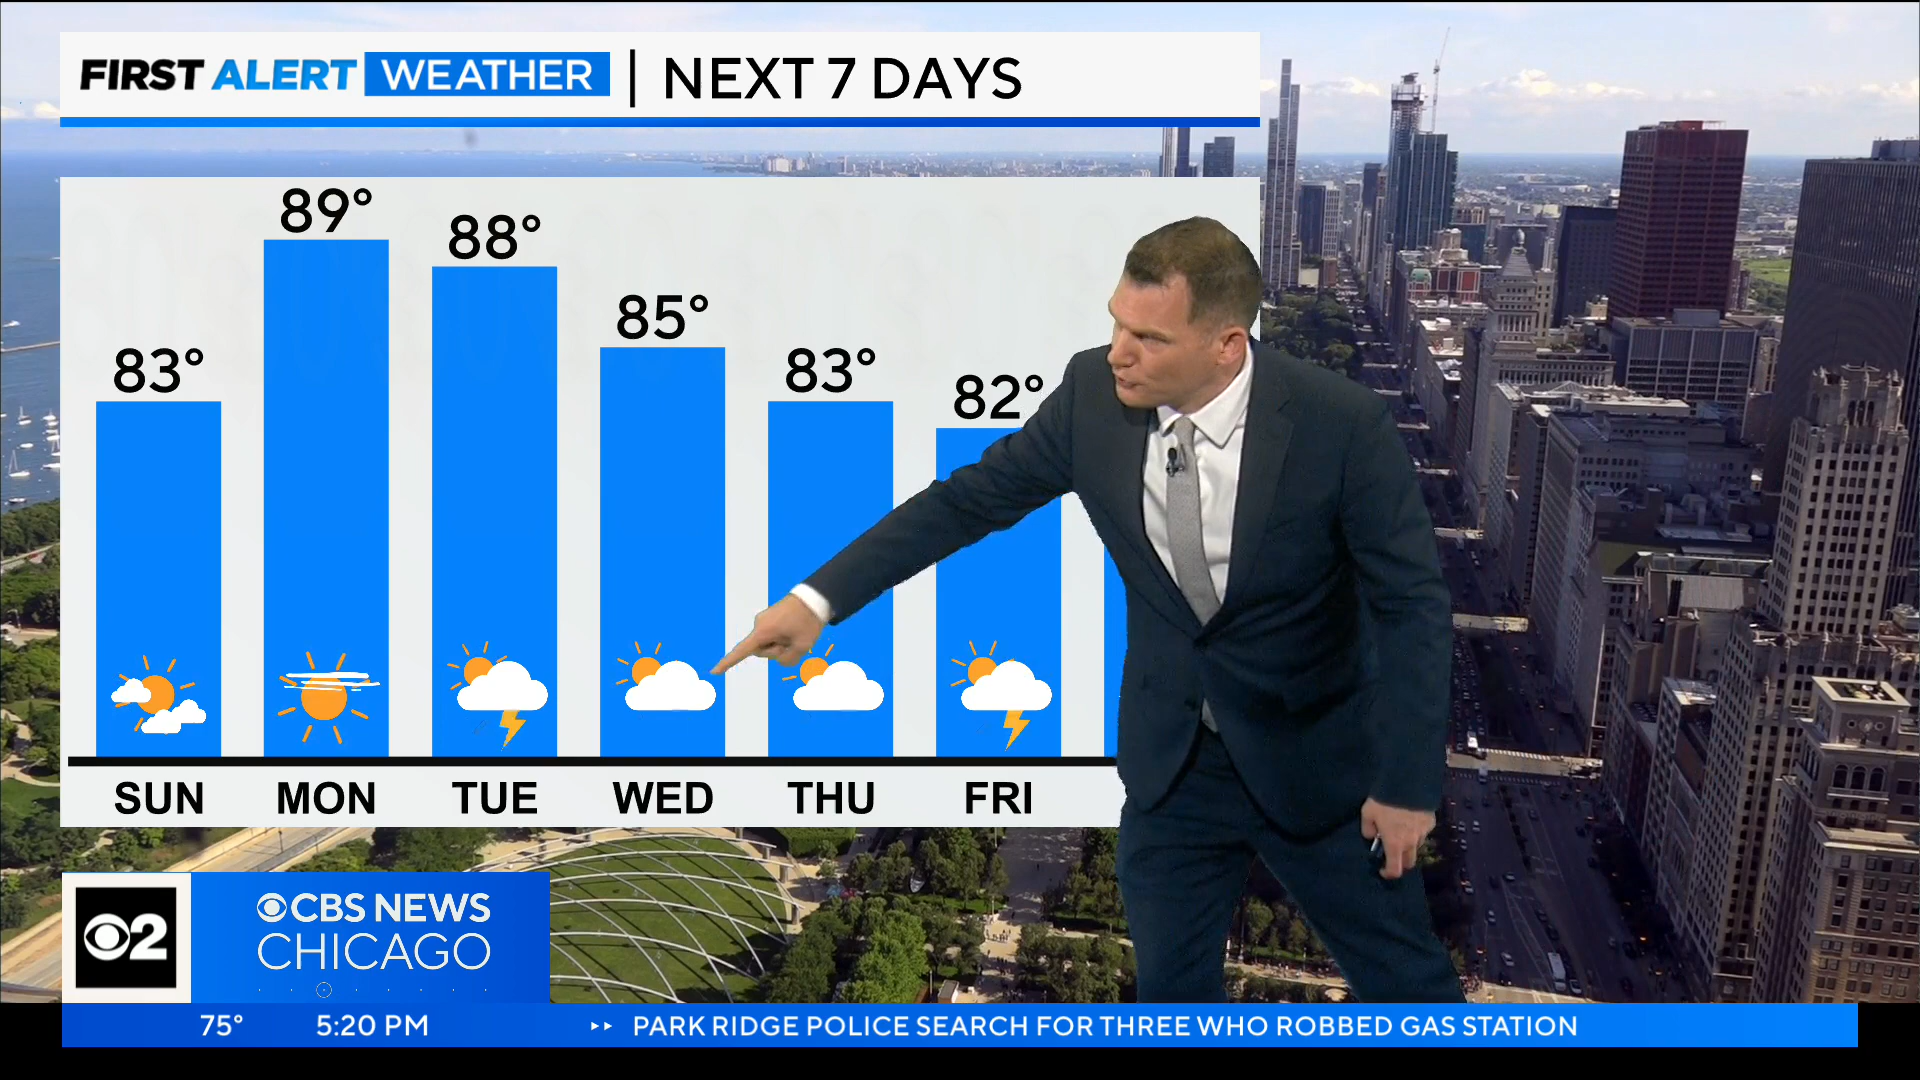 FIRST ALERT WEATHER | NEXT 7 DAYS
83° 89° 88° 85° 83° 82°
SUN MON TUE WED THU FRI
2 CBS NEWS
CHICAGO
75° 5:20 PM PARK RIDGE POLICE SEARCH FOR THREE WHO ROBBED GAS STATION